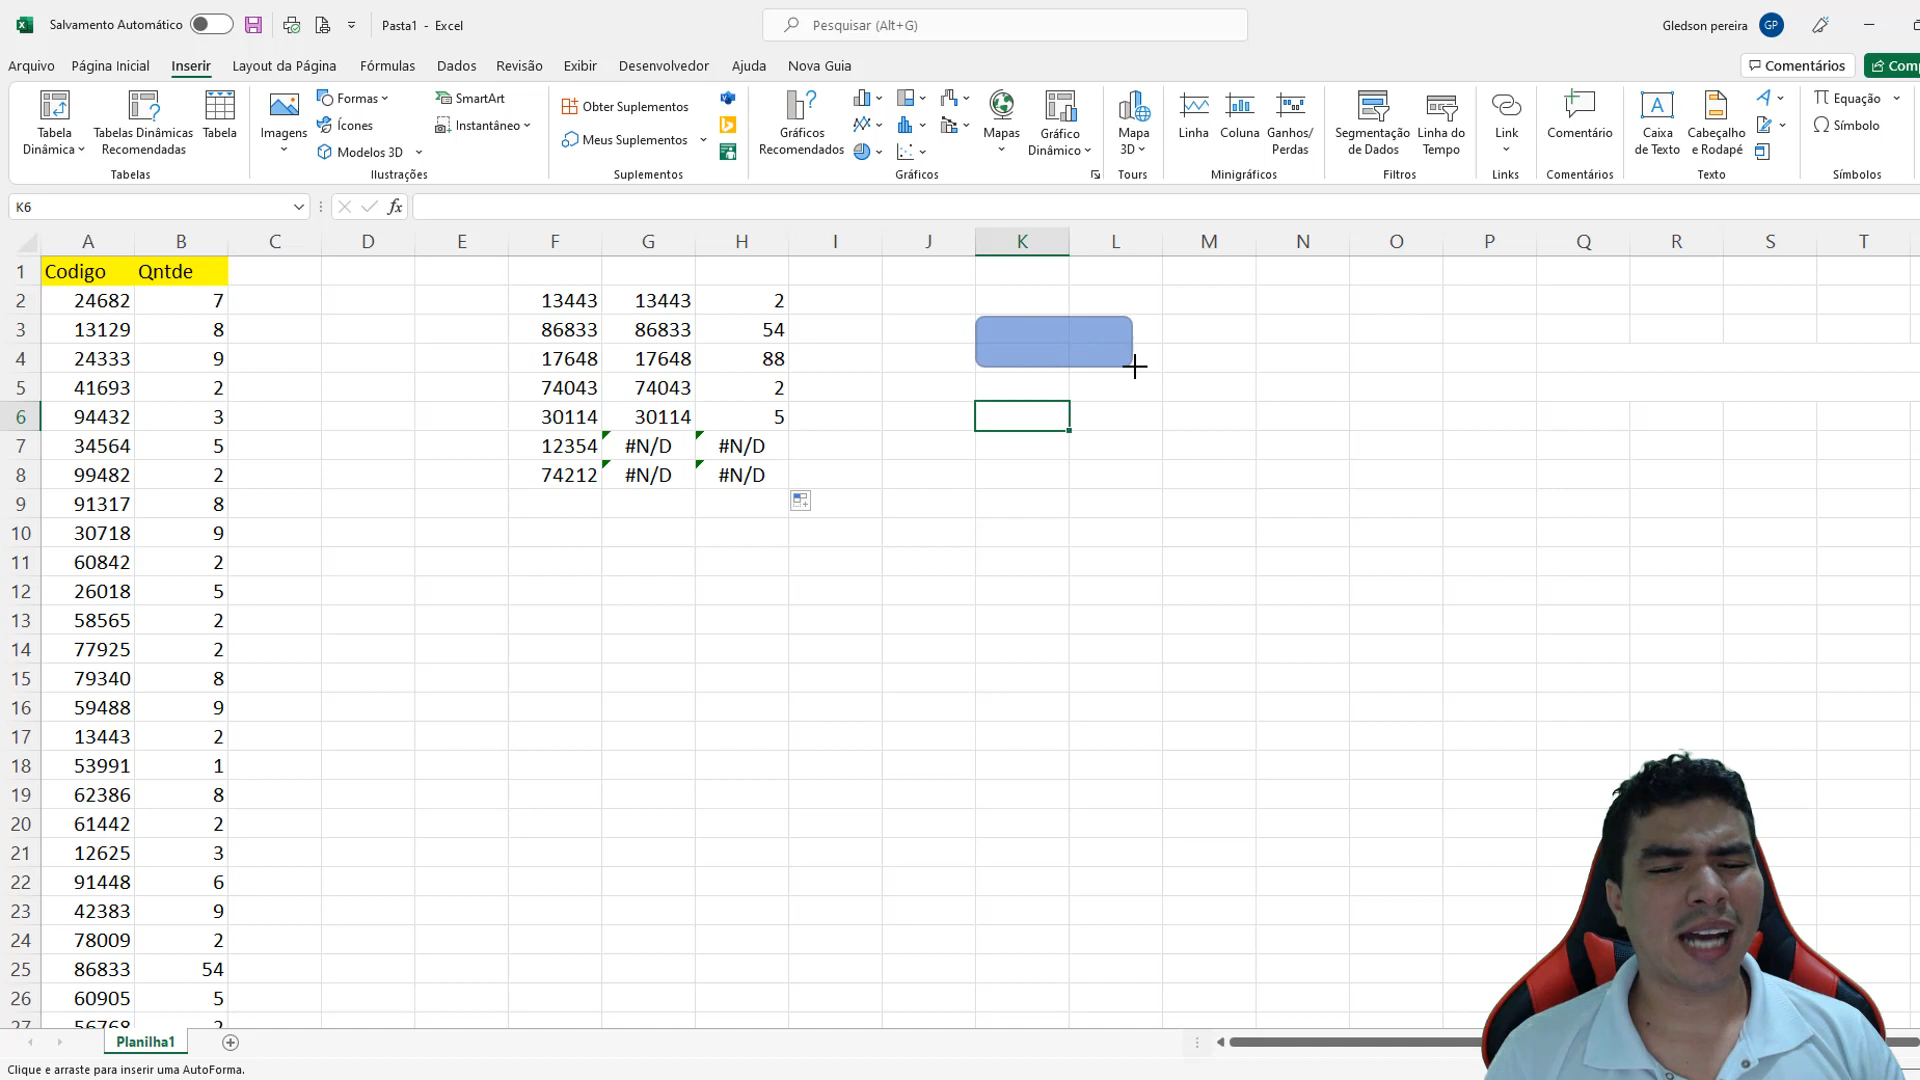 Salvamento Automático
Pasta1 - Excel
Pesquisar (Alt+G)
Gledson pereira
GP
Arquivo Página Inicial Inserir Layout da Página Fórmulas Dados Revisão Exibir Desenvolvedor Ajuda Nova Guia
Comentários
Comp
Tabela Dinâmica
Tabelas Dinâmicas Recomendadas
Tabela
Tabelas
Imagens
Formas
Ícones
Modelos 3D
SmartArt
Instantâneo
Ilustrações
Obter Suplementos
Meus Suplementos
Suplementos
Gráficos Recomendados
Mapas
Gráfico Dinâmico
Gráficos
Mapa 3D
Tours
Linha
Coluna
Ganhos/ Perdas
Minigráficos
Segmentação de Dados
Linha do Tempo
Filtros
Link
Links
Comentário
Comentários
Caixa de Texto
Cabeçalho e Rodapé
Texto
Equação
Símbolo
Símbolos
K6
fx
A B C D E F G H I J K L M N O P Q R S T
1 Codigo Qntde
2 24682 7 13443 13443 2
3 13129 8 86833 86833 54
4 24333 9 17648 17648 88
5 41693 2 74043 74043 2
6 94432 3 30114 30114 5
7 34564 5 12354 #N/D #N/D
8 99482 2 74212 #N/D #N/D
9 91317 8
10 30718 9
11 60842 2
12 26018 5
13 58565 2
14 77925 2
15 79340 8
16 59488 9
17 13443 2
18 53991 1
19 62386 8
20 61442 2
21 12625 3
22 91448 6
23 42383 9
24 78009 2
25 86833 54
26 60905 5
27 56768 2
Planilha1
Clique e arraste para inserir uma AutoForma.